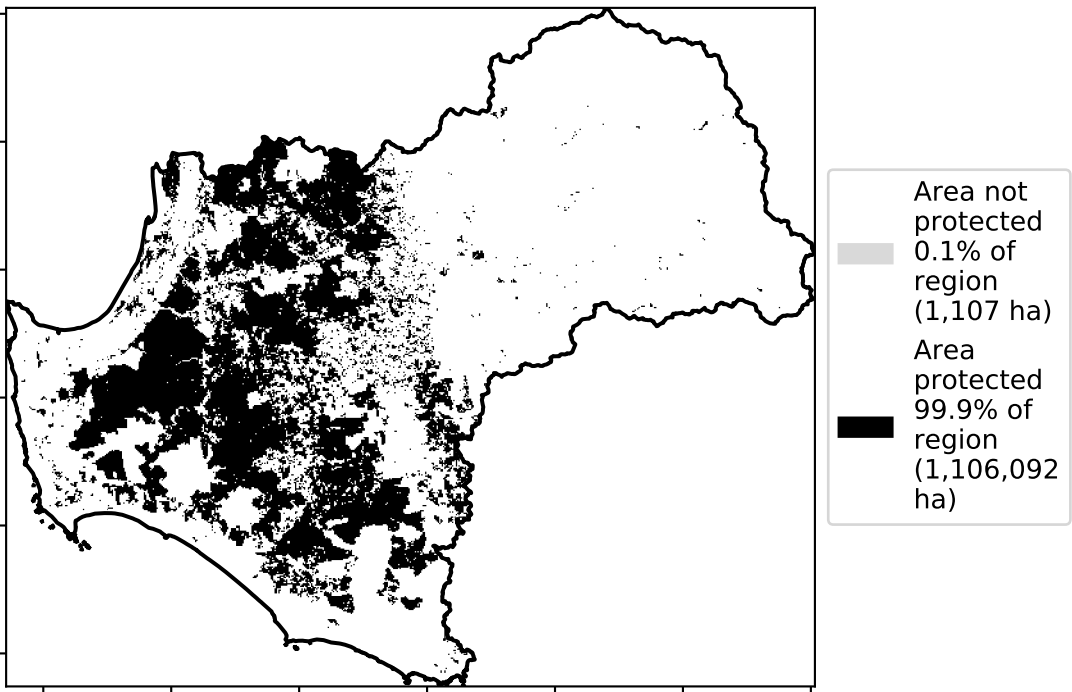 Area not
protected
0.1% of
region
(1,107 ha)
Area
protected
99.9% of
region
(1,106,092
ha)